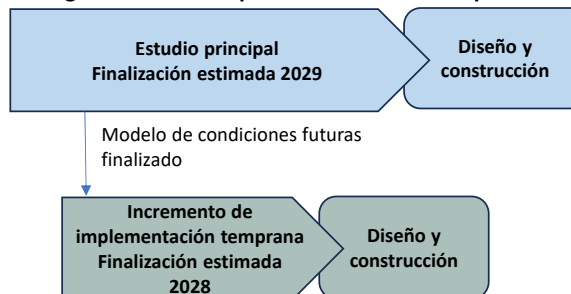 Estudio principal
Finalización estimada 2029
Diseño y
construcción
Modelo de condiciones futuras
finalizado
Incremento de
implementación temprana
Finalización estimada
2028
Diseño y
construcción